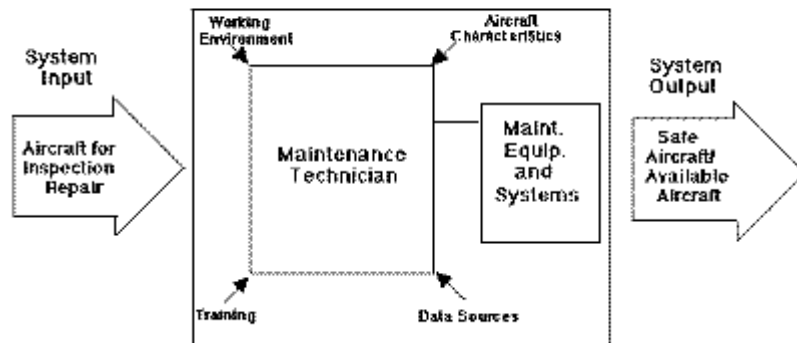 Working
Environment
Aircraft
Characteristics
System
Input
Aircraft for
Inspection
Repair
Maintenance
Technician
Maint.
Equip.
and
Systems
System
Output
Safe
Aircraft/
Available
Aircraft
Training
Data Sources